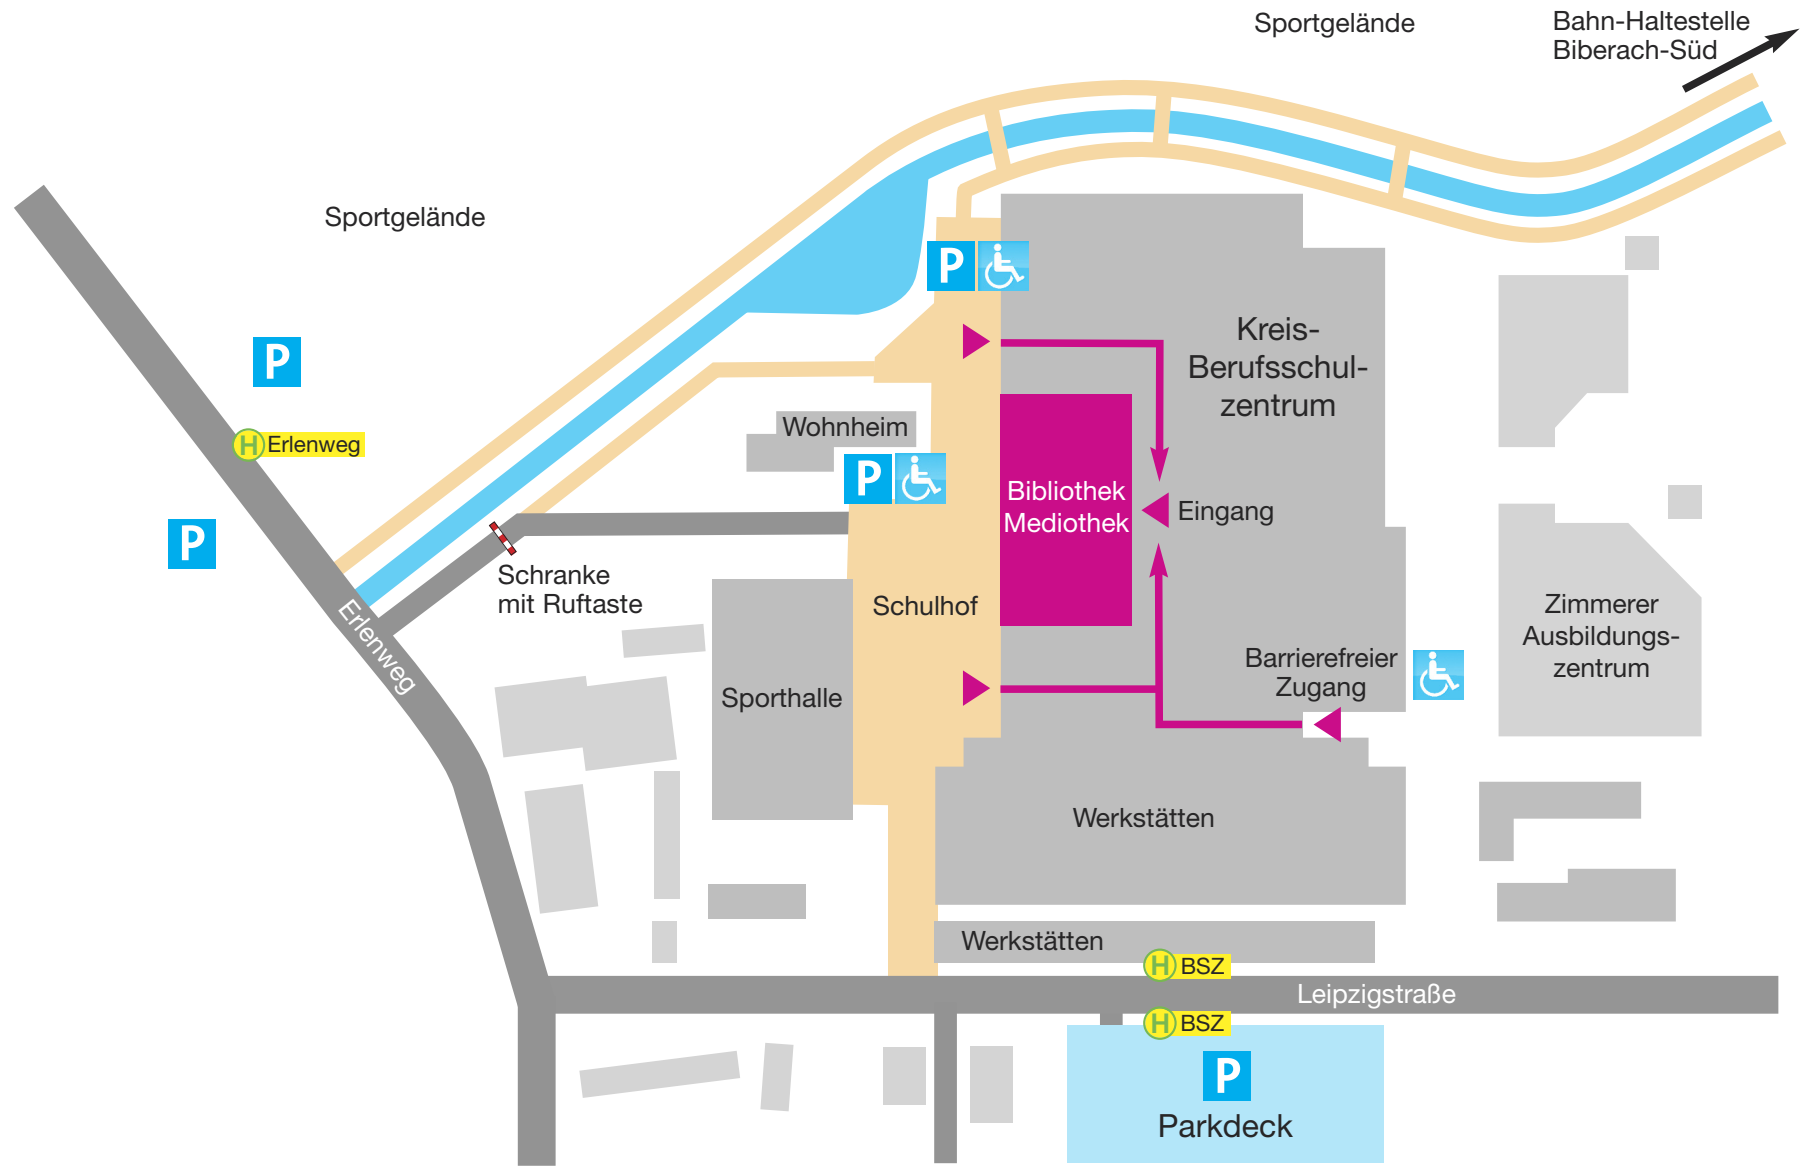 Sportgelände
Bahn-Haltestelle
Biberach-Süd
Sportgelände
P
P
Kreis-
Berufsschul-
zentrum
H Erlenweg
Wohnheim
P
Bibliothek
Mediothek
Eingang
P
Schranke
mit Ruftaste
Schulhof
Erlenweg
Zimmerer
Ausbildungs-
zentrum
Sporthalle
Barrierefreier
Zugang
Werkstätten
Werkstätten
H BSZ
Leipzigstraße
H BSZ
P
Parkdeck